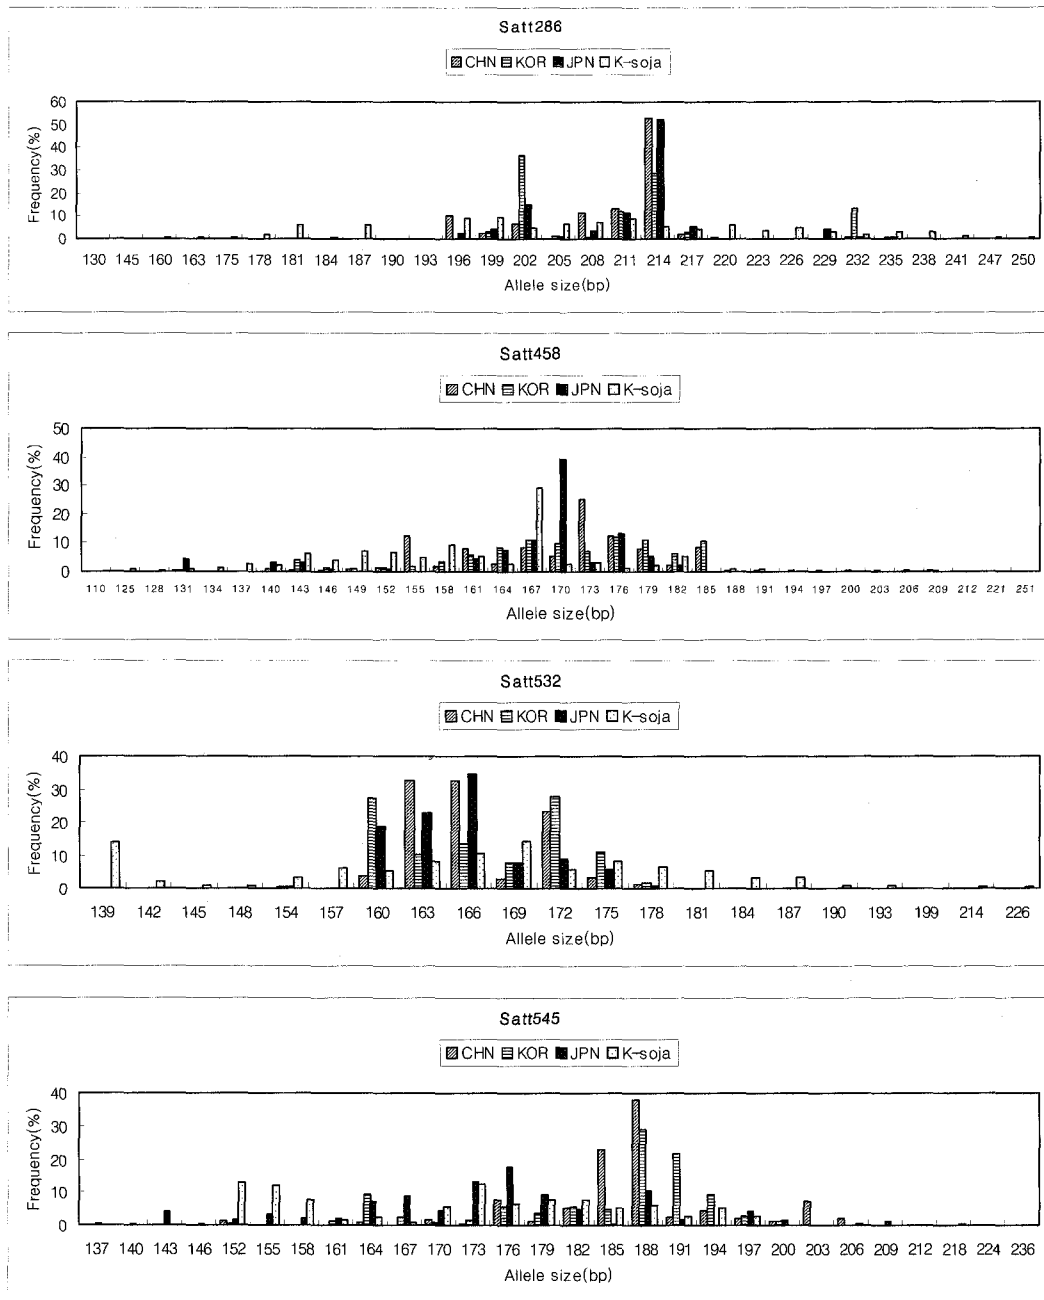 Satt286
CHN KOR JPN K-soja
Frequency(%)
60
50
40
30
20
10
0
130 145 160 163 175 178 181 184 187 190 193 196 199 202 205 208 211 214 217 220 223 226 229 232 235 238 241 247 250
Allele size(bp)
Satt458
CHN KOR JPN K-soja
Frequency(%)
50
40
30
20
10
0
110 125 128 131 134 137 140 143 146 149 152 155 158 161 164 167 170 173 176 179 182 185 188 191 194 197 200 203 206 209 212 221 251
Allele size(bp)
Satt532
CHN KOR JPN K-soja
Frequency(%)
40
30
20
10
0
139 142 145 148 154 157 160 163 166 169 172 175 178 181 184 187 190 193 199 214 226
Allele size(bp)
Satt545
CHN KOR JPN K-soja
Frequency(%)
40
30
20
10
0
137 140 143 146 152 155 158 161 164 167 170 173 176 179 182 185 188 191 194 197 200 203 206 209 212 218 224 236
Allele size(bp)